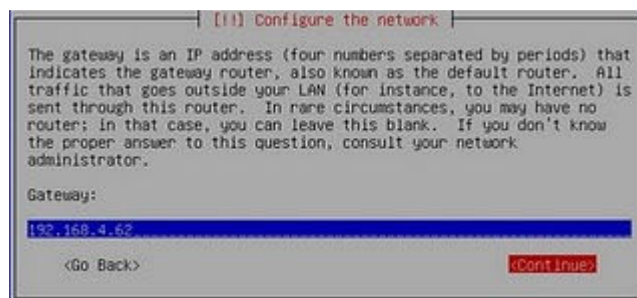 [!!] Configure the network
The gateway is an IP address (four numbers separated by periods) that
indicates the gateway router, also known as the default router.  All
traffic that goes outside your LAN (for instance, to the Internet) is
sent through this router.  In rare circumstances, you may have no
router; in that case, you can leave this blank.  If you don't know
the proper answer to this question, consult your network
administrator.
Gateway:
192.168.4.62
<Go Back> <Continue>